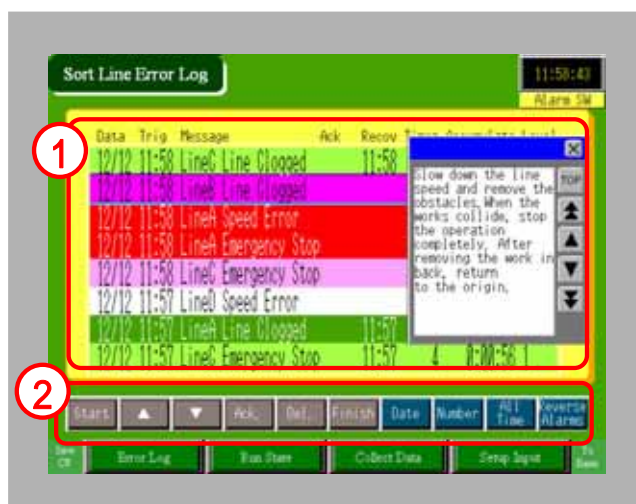 Sort Line Error Log
11:58:43
Alarm SW
1
Data Trig Message Ack Recov
12/12 11:58 LineC Line Clogged 11:58
12/12 11:58 LineB Line Clogged
12/12 11:58 LineA Speed Error
12/12 11:58 LineA Emergency Stop
12/12 11:58 LineC Emergency Stop
12/12 11:57 LineD Speed Error
12/12 11:57 LineA Line Clogged 11:57
12/12 11:57 LineC Emergency Stop 11:57 4 0:00:56 1
Slow down the line
speed and remove the
obstacles, When the
works collide, stop
the operation
completely, After
removing the work in
back, return
to the origin,
TOP
2
Start ▲ ▼ Ack. Del. Finish Date Number All Time Reverse Alarms
Error Log Run State Collect Data Setup Input To